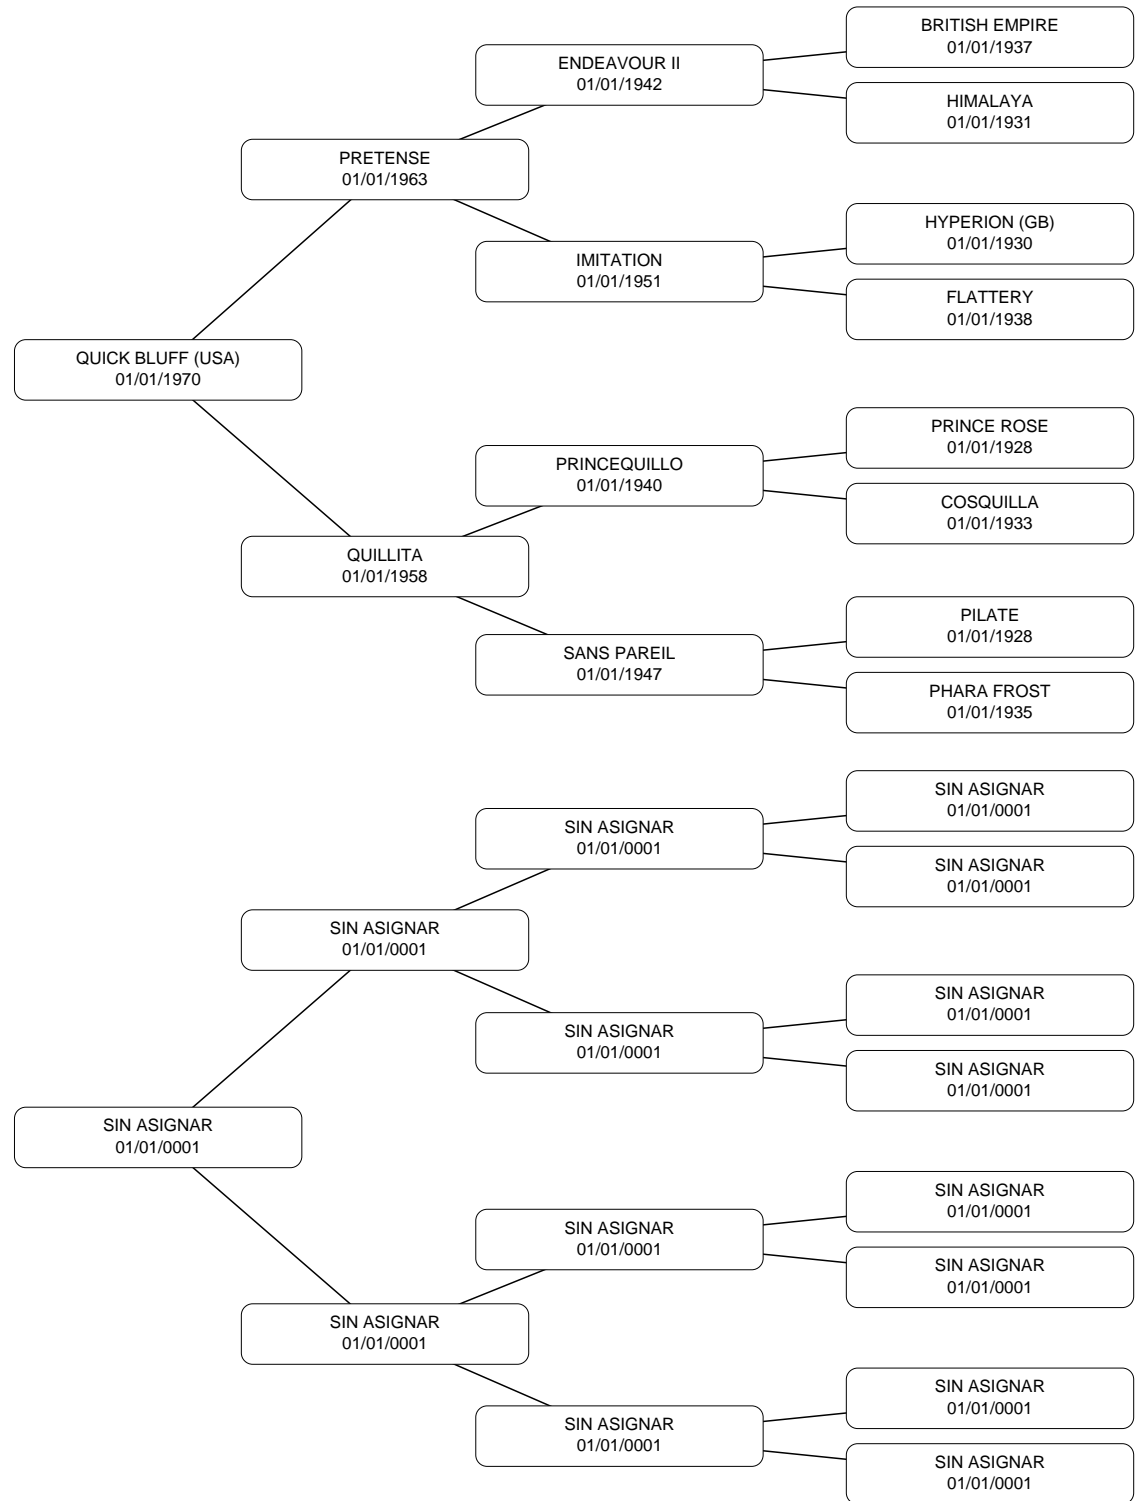 BRITISH EMPIRE
01/01/1937
ENDEAVOUR II
01/01/1942
HIMALAYA
01/01/1931
PRETENSE
01/01/1963
HYPERION (GB)
01/01/1930
IMITATION
01/01/1951
FLATTERY
01/01/1938
QUICK BLUFF (USA)
01/01/1970
PRINCE ROSE
01/01/1928
PRINCEQUILLO
01/01/1940
COSQUILLA
01/01/1933
QUILLITA
01/01/1958
PILATE
01/01/1928
SANS PAREIL
01/01/1947
PHARA FROST
01/01/1935
SIN ASIGNAR
01/01/0001
SIN ASIGNAR
01/01/0001
SIN ASIGNAR
01/01/0001
SIN ASIGNAR
01/01/0001
SIN ASIGNAR
01/01/0001
SIN ASIGNAR
01/01/0001
SIN ASIGNAR
01/01/0001
SIN ASIGNAR
01/01/0001
SIN ASIGNAR
01/01/0001
SIN ASIGNAR
01/01/0001
SIN ASIGNAR
01/01/0001
SIN ASIGNAR
01/01/0001
SIN ASIGNAR
01/01/0001
SIN ASIGNAR
01/01/0001
SIN ASIGNAR
01/01/0001